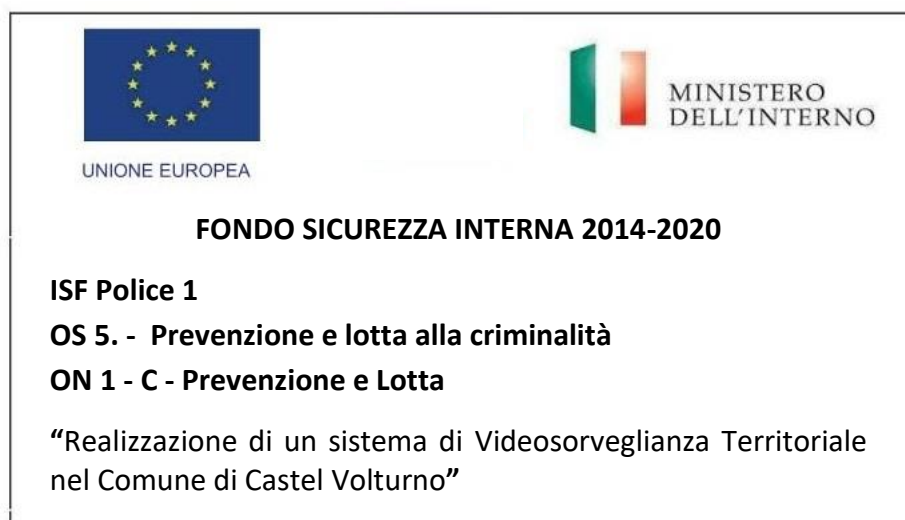 UNIONE EUROPEA
MINISTERO
DELL'INTERNO
FONDO SICUREZZA INTERNA 2014-2020
ISF Police 1
OS 5. - Prevenzione e lotta alla criminalità
ON 1 - C - Prevenzione e Lotta
“Realizzazione di un sistema di Videosorveglianza Territoriale
nel Comune di Castel Volturno”